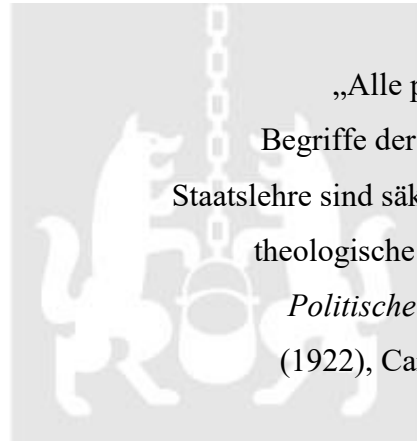 „Alle p
Begriffe der
Staatslehre sind säk
theologische
Politische
(1922), Ca